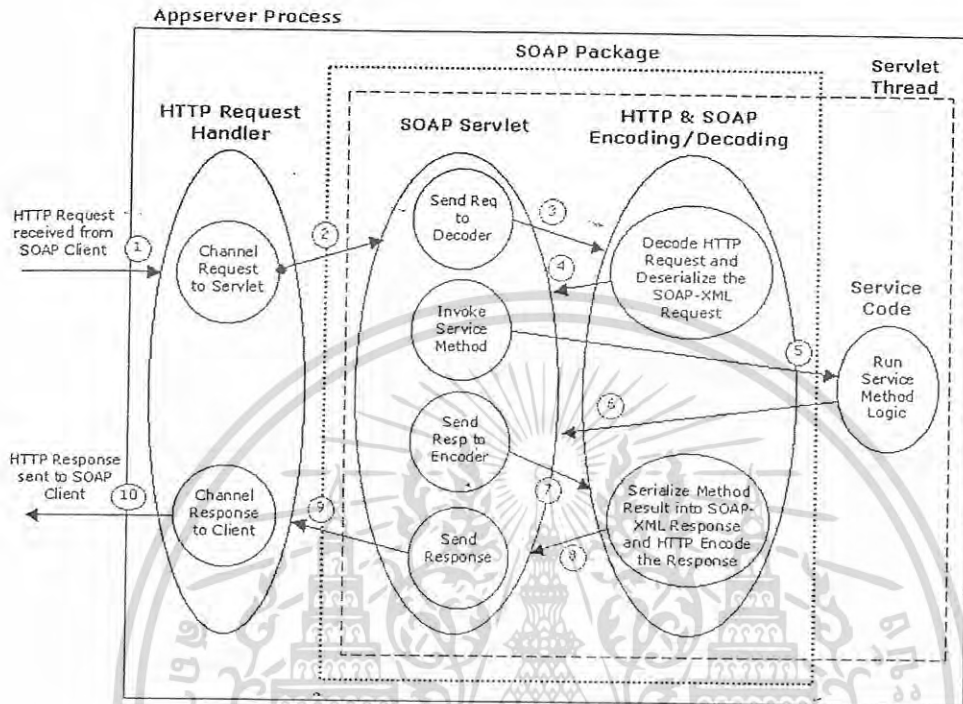 Appserver Process
SOAP Package
Servlet
Thread
HTTP Request
Handler
SOAP Servlet
HTTP & SOAP
Encoding/Decoding
HTTP Request
received from
SOAP Client
1
Channel
Request
to Servlet
2
Send Req
to
Decoder
3
Decode HTTP
Request and
Deserialize the
SOAP-XML
Request
4
Invoke
Service
Method
5
Service
Code
Run
Service
Method
Logic
6
Send
Resp to
Encoder
7
Serialize Method
Result into SOAP-
XML Response
and HTTP Encode
the Response
8
Send
Response
9
Channel
Response
to Client
10
HTTP Response
sent to SOAP
Client